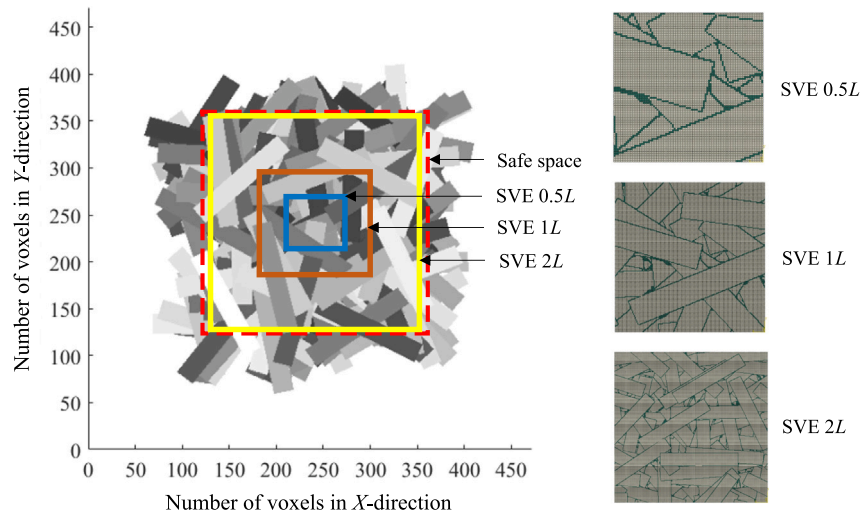 Number of voxels in Y-direction
450
400
350
300
250
200
150
100
50
0
0 50 100 150 200 250 300 350 400 450
Number of voxels in X-direction
Safe space
SVE 0.5L
SVE 1L
SVE 2L
SVE 0.5L
SVE 1L
SVE 2L